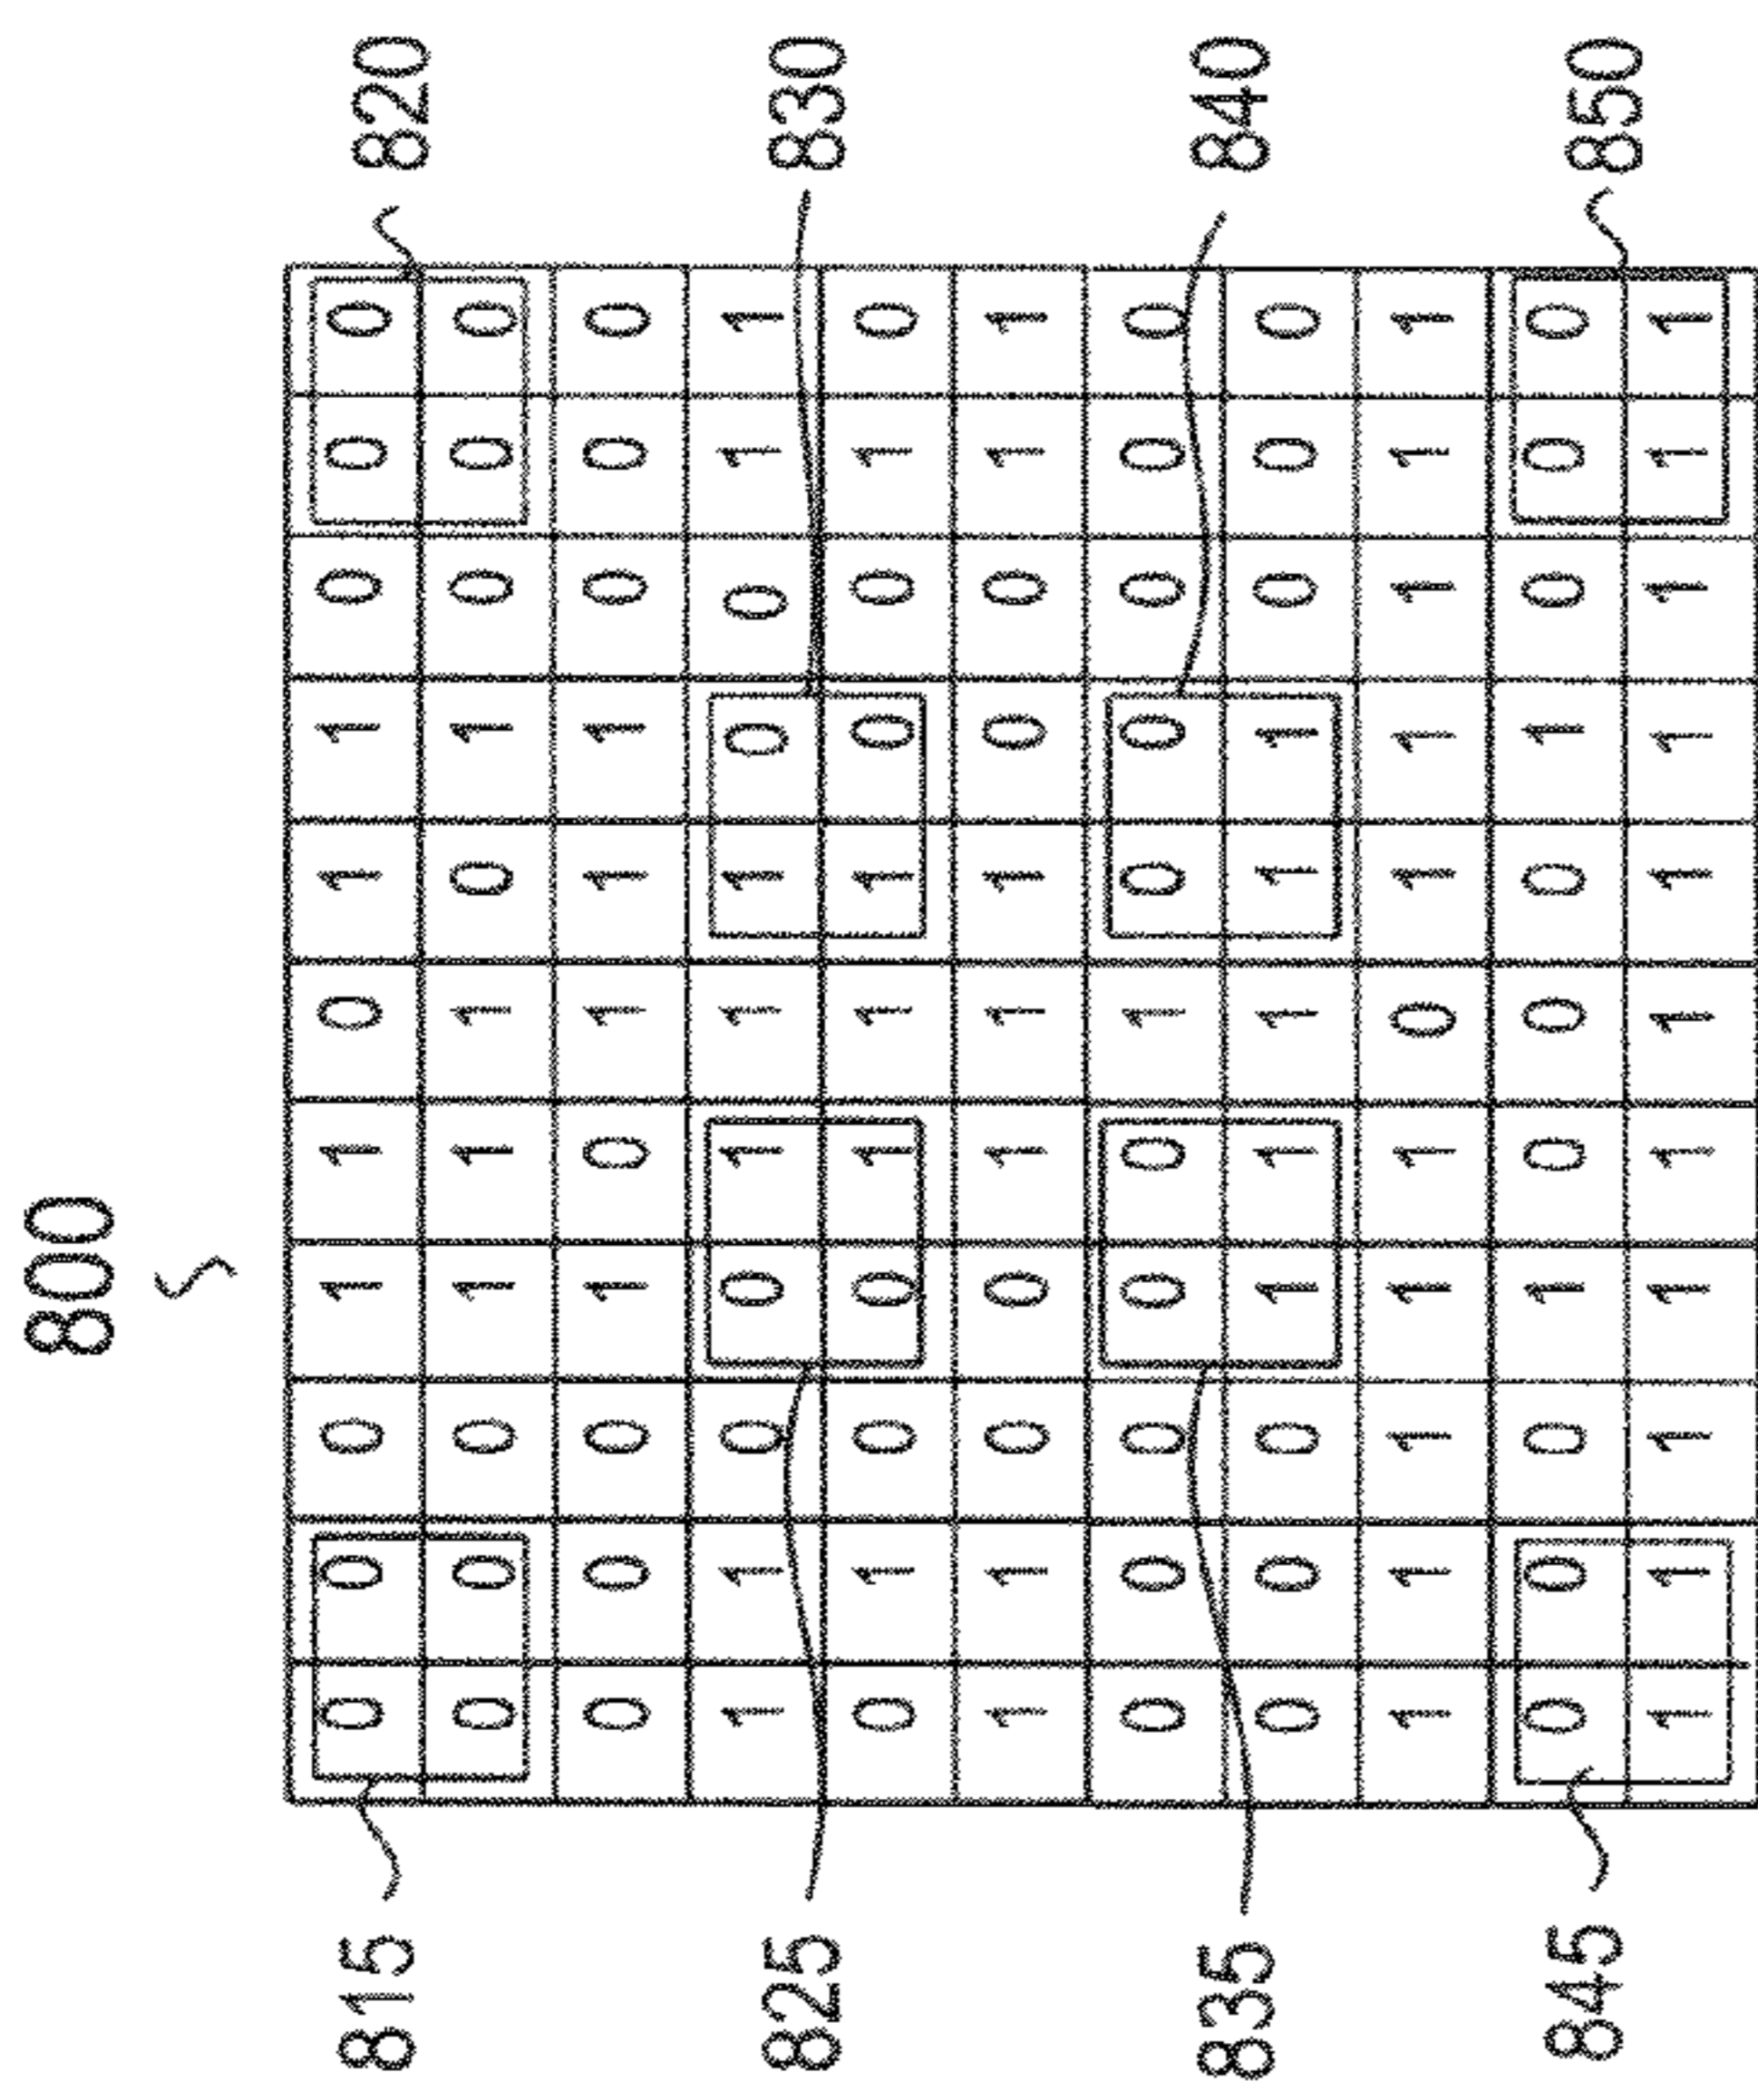 800
815 0 0 0 1 1 0 1 1 0 0 0 820
0 0 0 1 1 1 0 1 0 0 0
0 0 0 1 0 1 1 1 0 0 0
825 1 1 0 0 1 1 1 0 0 1 1 830
0 1 0 0 1 1 1 0 0 1 0
1 1 0 0 1 1 1 0 0 1 1
835 0 0 0 0 0 1 0 0 0 0 0 840
0 0 0 1 1 1 1 1 0 0 0
1 1 1 1 1 0 1 1 1 1 1
845 0 0 0 1 0 0 0 1 0 0 0 850
1 1 1 1 1 1 1 1 1 1 1